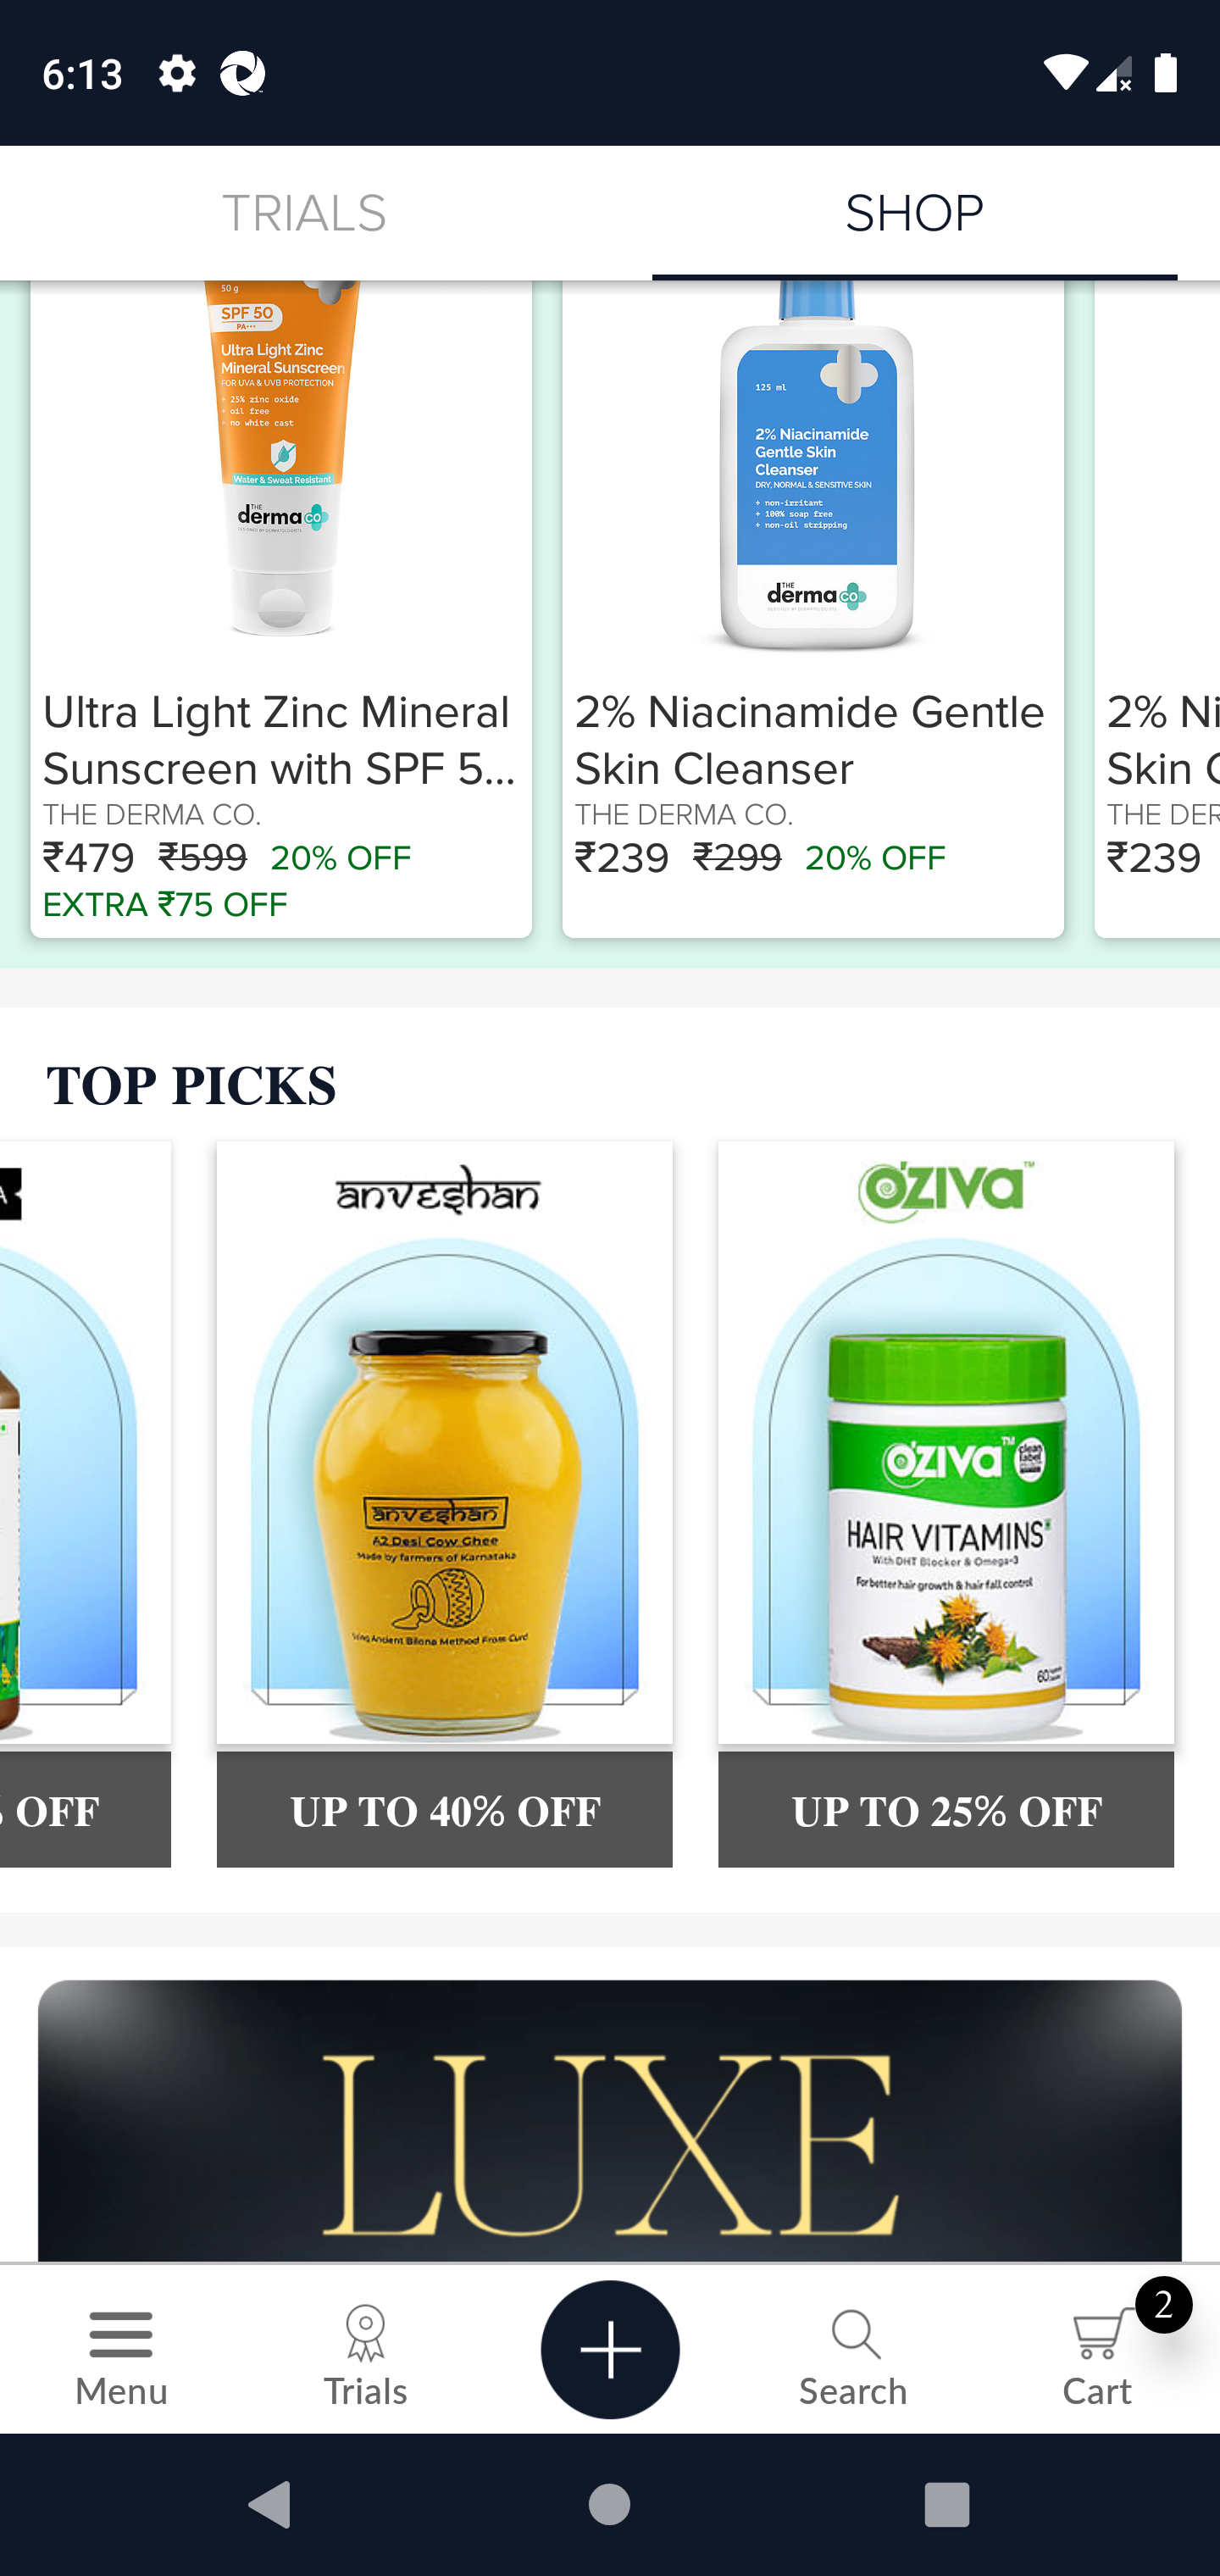 6:13
TRIALS
SHOP
50 g
SPF 50
PA+++
Ultra Light Zinc
Mineral Sunscreen
FOR UVA & UVB PROTECTION
+ 25% zinc oxide
+ oil free
+ no white cast
Water & Sweat Resistant
THE
derma co
125 ml
2% Niacinamide
Gentle Skin
Cleanser
DRY, NORMAL & SENSITIVE SKIN
+ non-irritant
+ 100% soap free
+ non-oil stripping
THE
derma co
Ultra Light Zinc Mineral
Sunscreen with SPF 5...
THE DERMA CO.
₹479 ₹599 20% OFF
EXTRA ₹75 OFF
2% Niacinamide Gentle
Skin Cleanser
THE DERMA CO.
₹239 ₹299 20% OFF
2% Ni
Skin C
THE DER
₹239
TOP PICKS
A
anveshan
anveshan
A2 Desi Cow Ghee
Made by farmers of Karnataka
Using Ancient Bilona Method From Curd
O'ZIVA™
O'ZIVA™
clean
label
HAIR VITAMINS
With DHT Blocker & Omega-3
For better hair growth & hair fall control
60
% OFF
UP TO 40% OFF
UP TO 25% OFF
LUXE
Menu
Trials
Search
2
Cart